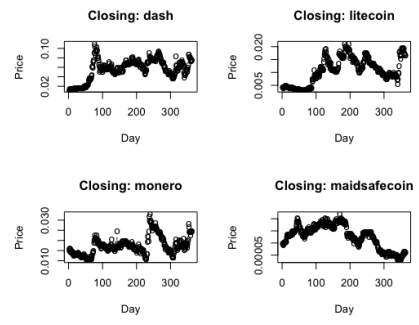 Closing: dash
Price
0.10
0.02
0 100 200 300
Day
Closing: litecoin
Price
0.020
0.005
0 100 200 300
Day
Closing: monero
Price
0.030
0.010
0 100 200 300
Day
Closing: maidsafecoin
Price
0.00005
0 100 200 300
Day